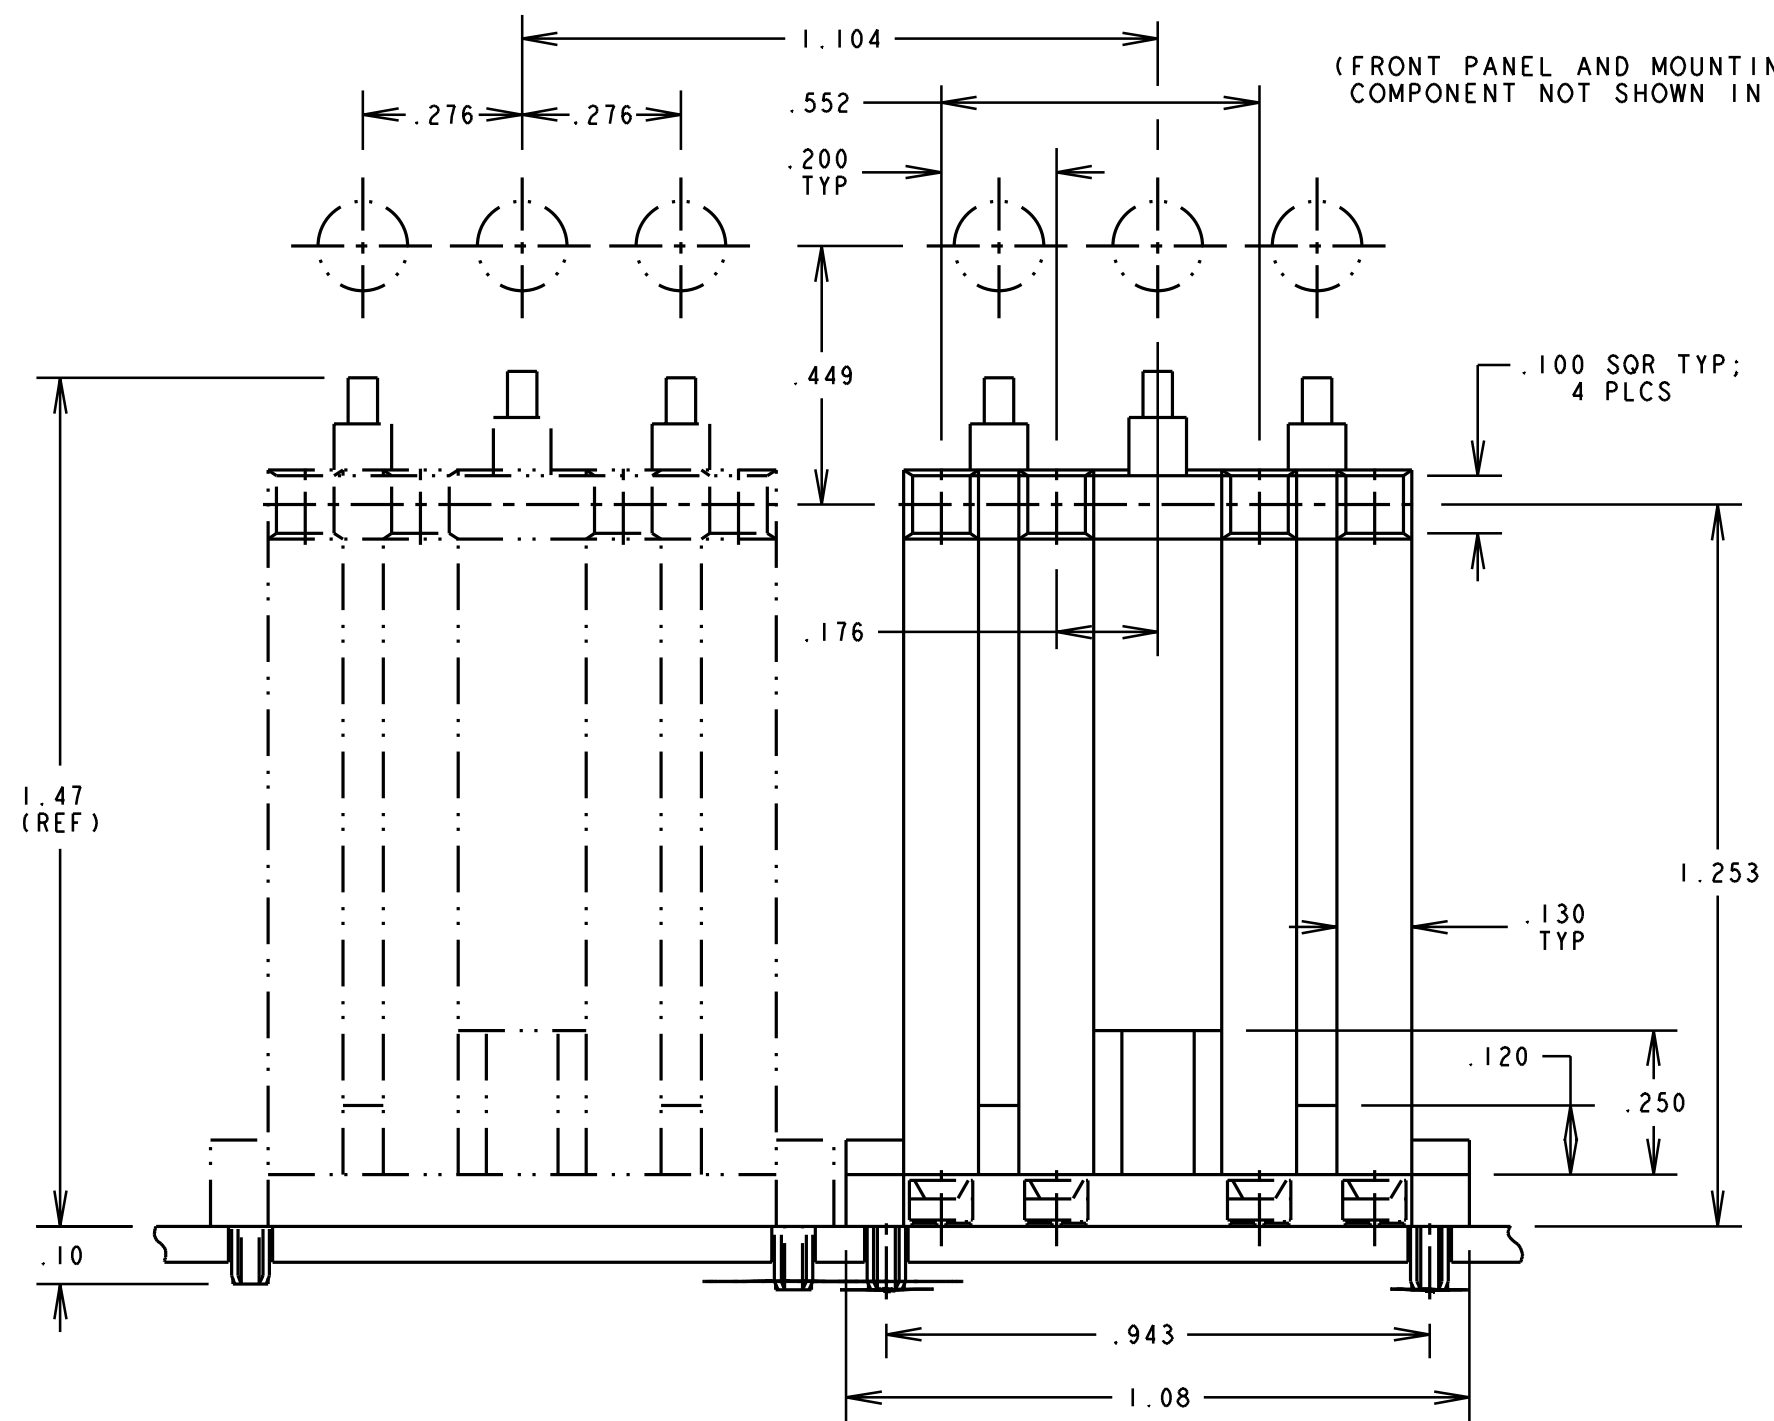 1.104
(FRONT PANEL AND MOUNTIN
COMPONENT NOT SHOWN IN
.276
.276
.552
.200
TYP
.449
.100 SQR TYP;
4 PLCS
.176
1.47
(REF)
1.253
.130
TYP
.120
.250
.10
.943
1.08